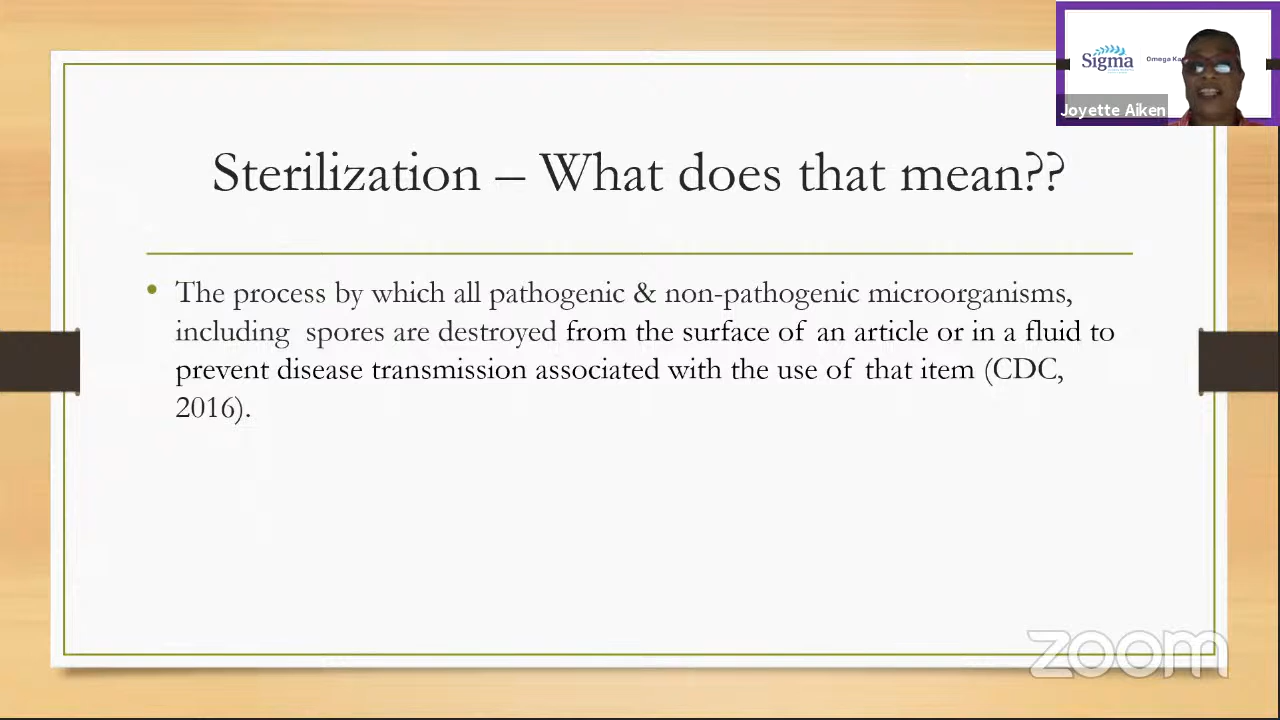 Sigma
Omega Ka
Joyette Aiken
Sterilization – What does that mean??
• The process by which all pathogenic & non-pathogenic microorganisms,
including spores are destroyed from the surface of an article or in a fluid to
prevent disease transmission associated with the use of that item (CDC,
2016).
zoom